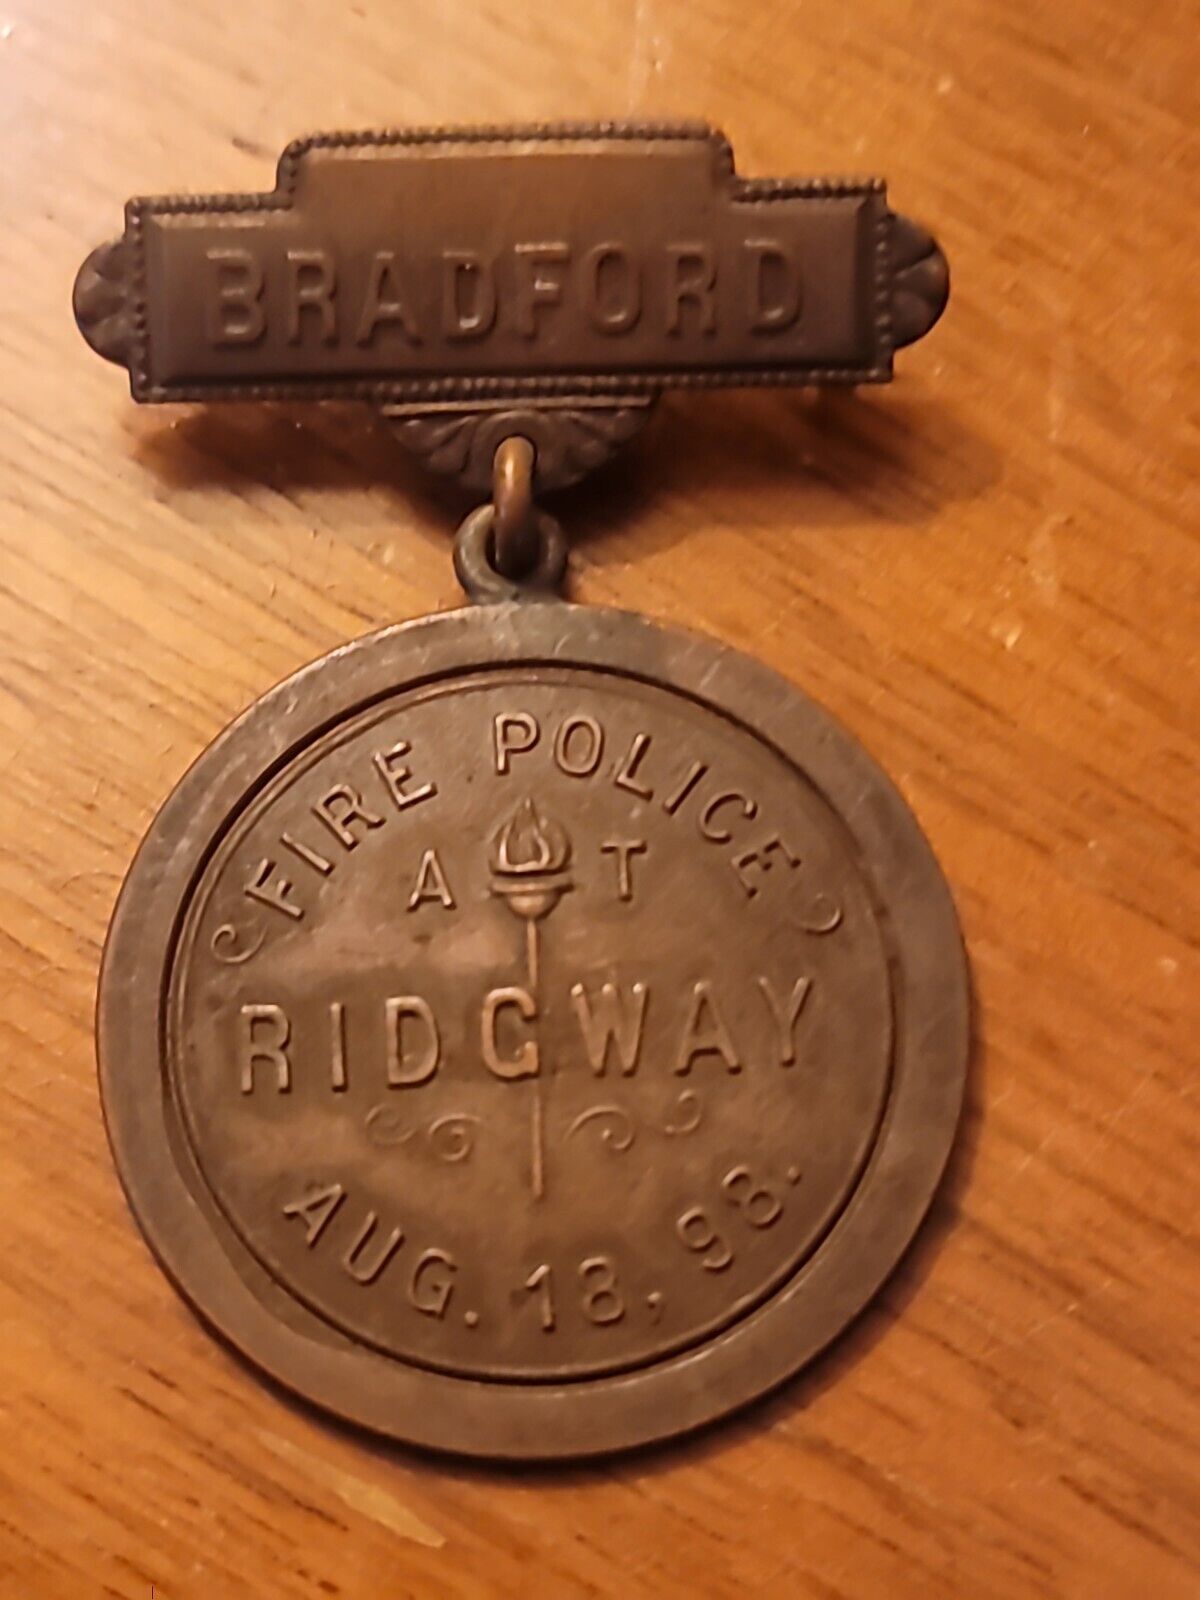 BRADFORD
FIRE POLICE
A T
RIDGWAY
AUG. 18, 98.